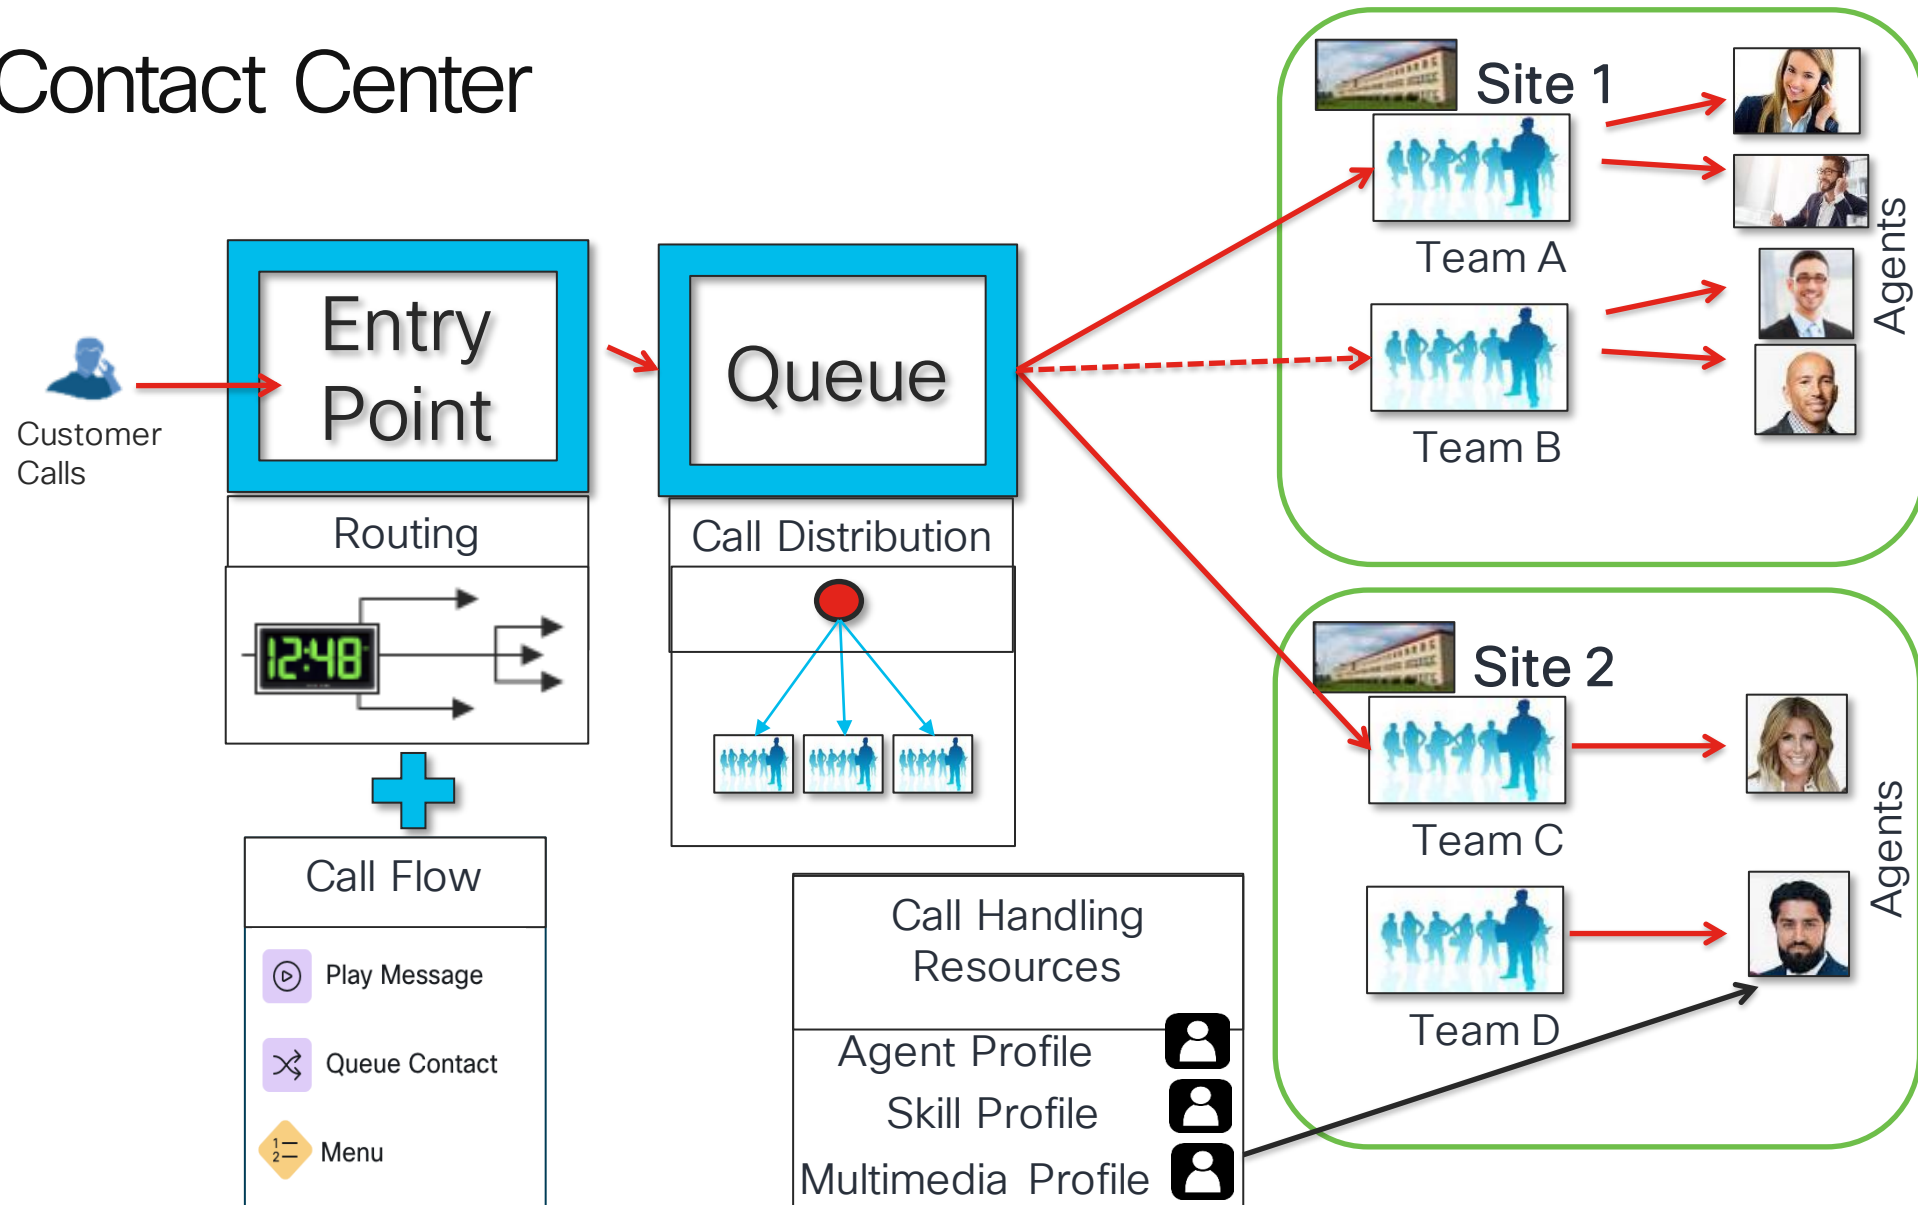 Contact Center
Customer
Calls
Entry
Point
Routing
12:48
Call Flow
Play Message
Queue Contact
1
2
Menu
Queue
Call Distribution
Call Handling
Resources
Agent Profile
Skill Profile
Multimedia Profile
Site 1
Team A
Team B
Agents
Site 2
Team C
Team D
Agents